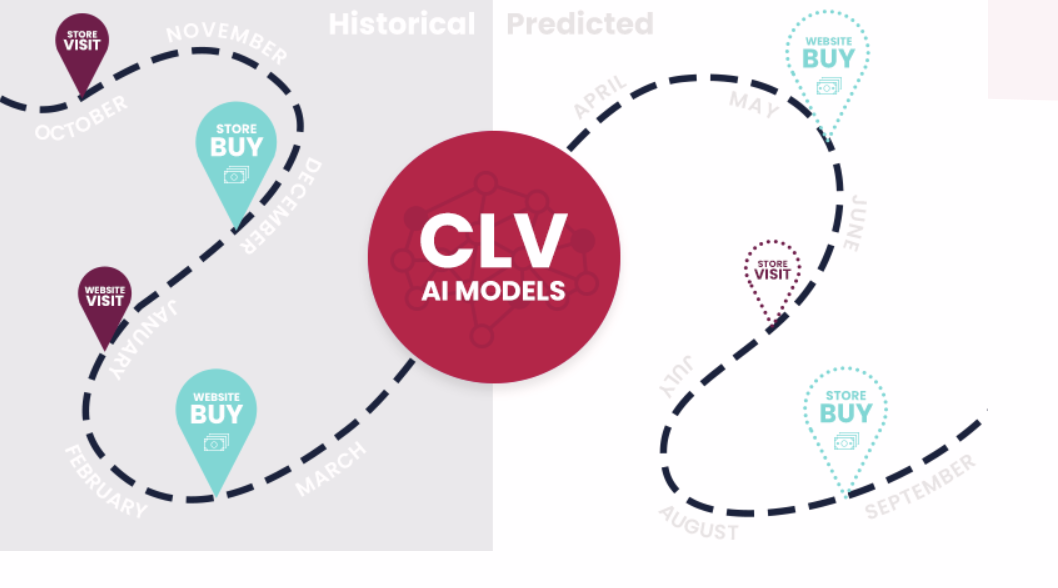 Historical
Predicted
STORE
VISIT
OCTOBER
NOVEMBER
STORE
BUY
DECEMBER
WEBSITE
VISIT
JANUARY
WEBSITE
BUY
FEBRUARY
MARCH
CLV
AI MODELS
APRIL
MAY
WEBSITE
BUY
JUNE
STORE
VISIT
JULY
STORE
BUY
AUGUST
SEPTEMBER